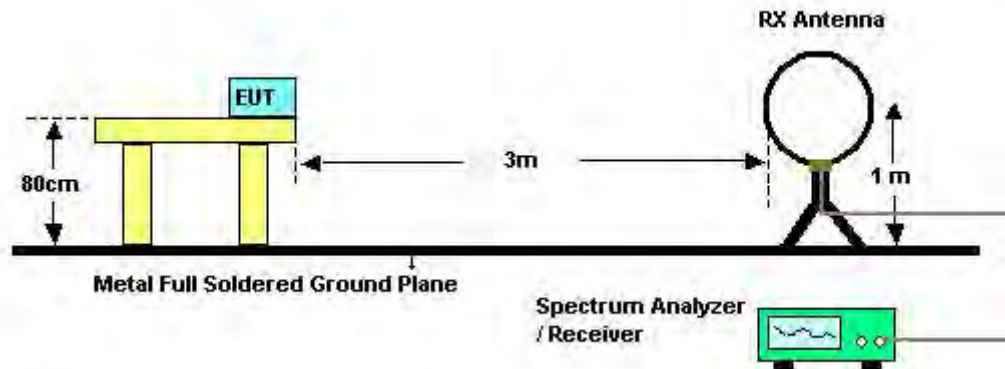 RX Antenna
EUT
3m
80cm
1 m
Metal Full Soldered Ground Plane
Spectrum Analyzer
/ Receiver